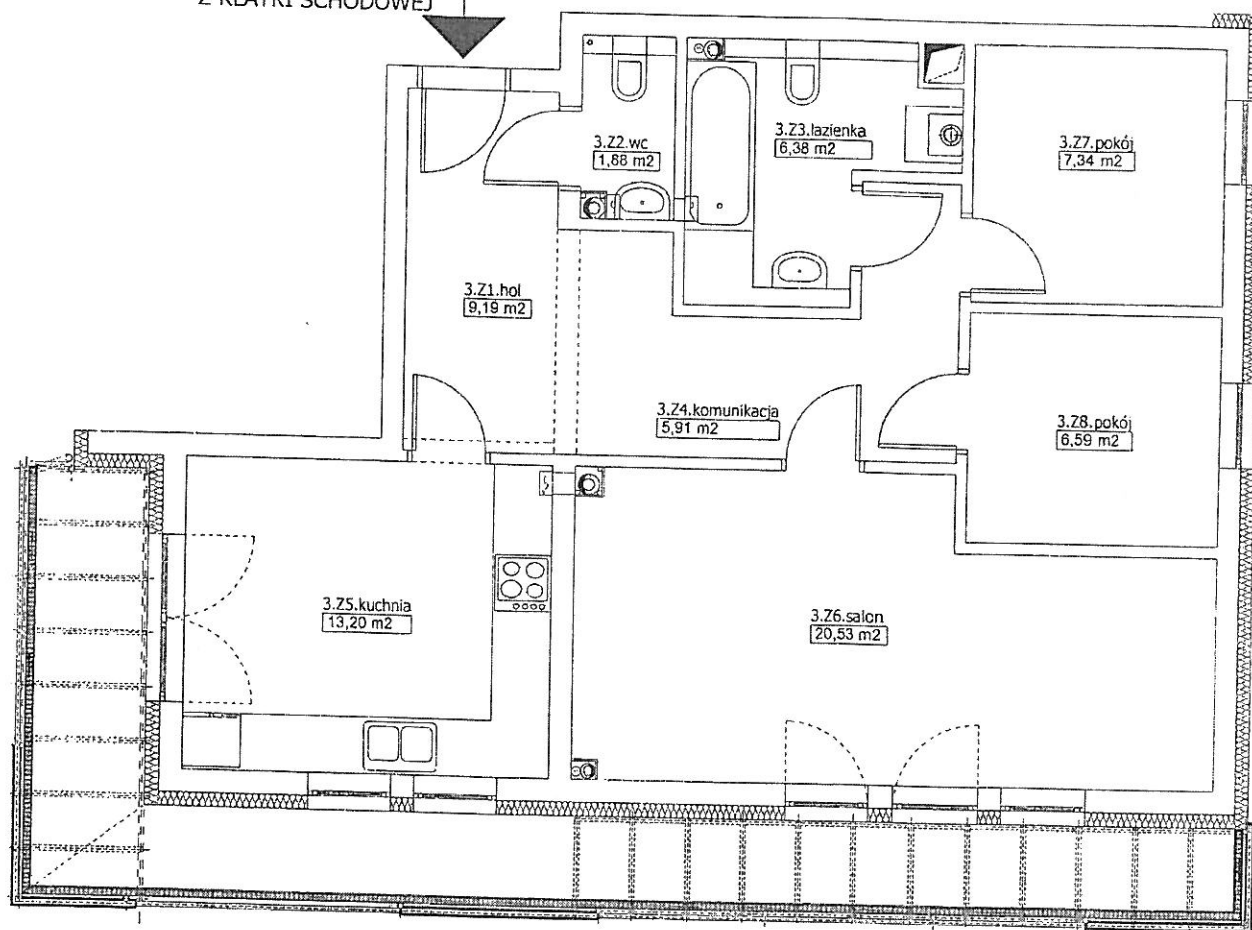 Z KLATKI SCHODOWEJ
3.Z2.wc
1,88 m2
3.Z3.łazienka
6,38 m2
3.Z7.pokój
7,34 m2
3.Z1.hol
9,19 m2
3.Z4.komunikacja
5,91 m2
3.Z8.pokój
6,59 m2
3.Z5.kuchnia
13,20 m2
3.Z6.salon
20,53 m2